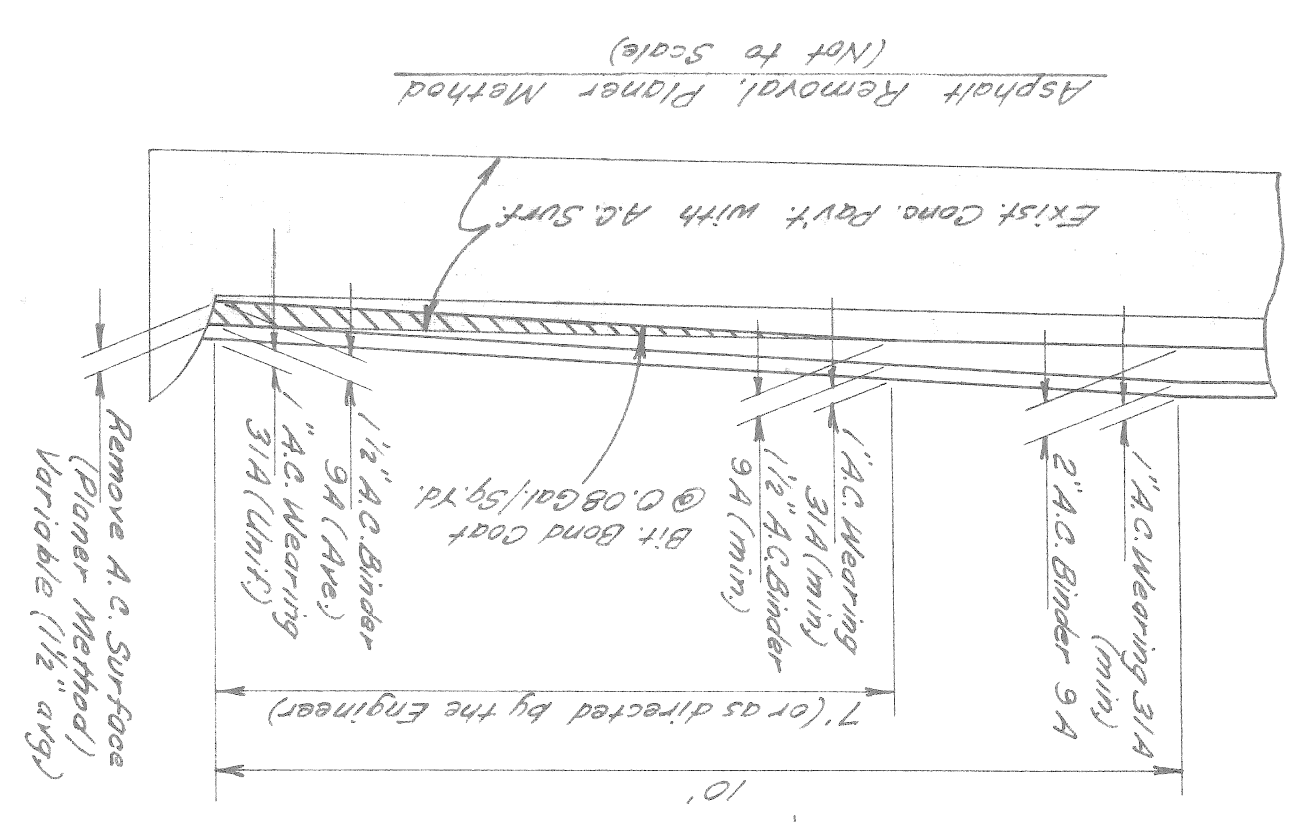 10'
7'(or as directed by the Engineer)
1"A.C.Wearing 31A
(min)
2"A.C.Binder 9A
1"A.C.Wearing
31A(min)
1½"A.C.Binder
9A(min)
Bit. Bond Coat
@ 0.08 Gal./Sq.Yd.
1½"A.C.Binder
9A(Ave.)
1"A.C.Wearing
31A(Unif.)
Remove A.C. Surface
(Planer Method)
Variable (1½" avg.)
Exist. Conc. Pav't. with A.C. Surf.
Asphalt Removal, Planer Method
(Not to Scale)